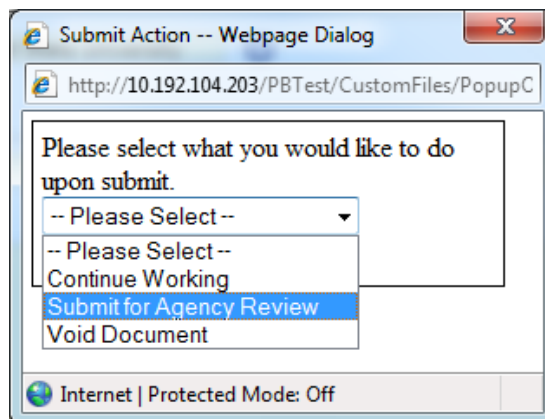 Submit Action -- Webpage Dialog
X
http://10.192.104.203/PBTest/CustomFiles/PopupC
Please select what you would like to do
upon submit.
-- Please Select --
-- Please Select --
Continue Working
Submit for Agency Review
Void Document
Internet | Protected Mode: Off